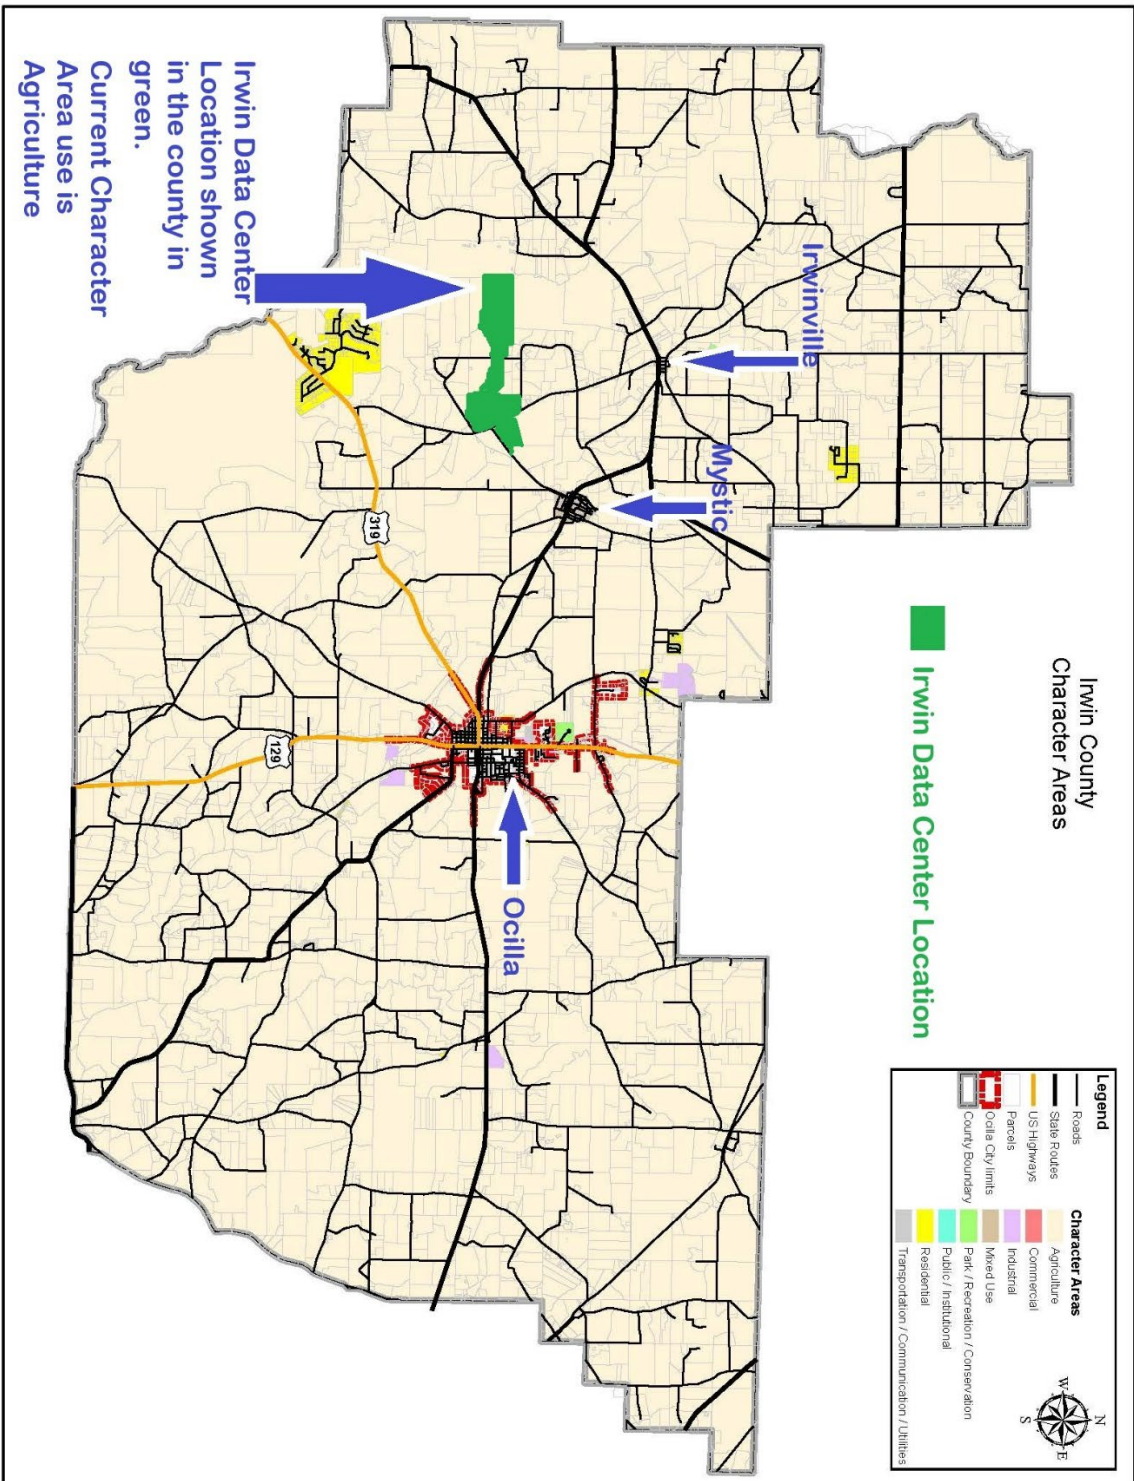 Irwin County
Character Areas
Irwin Data Center Location
Legend
Roads
State Routes
US Highways
Parcels
Ocilla City limits
County Boundary
Character Areas
Agriculture
Commercial
Industrial
Mixed Use
Park / Recreation / Conservation
Public / Institutional
Residential
Transportation / Communication / Utilities
N
W
E
S
Irwinville
Mystic
Ocilla
319
129
Irwin Data Center
Location shown
in the county in
green.
Current Character
Area use is
Agriculture